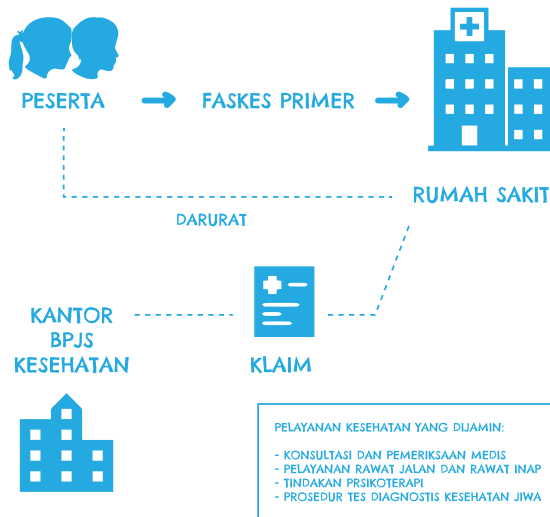 PESERTA
FASKES PRIMER
RUMAH SAKIT
DARURAT
KANTOR
BPJS
KESEHATAN
KLAIM
PELAYANAN KESEHATAN YANG DIJAMIN:
- KONSULTASI DAN PEMERIKSAAN MEDIS
- PELAYANAN RAWAT JALAN DAN RAWAT INAP
- TINDAKAN PRSIKOTERAPI
- PROSEDUR TES DIAGNOSTIS KESEHATAN JIWA